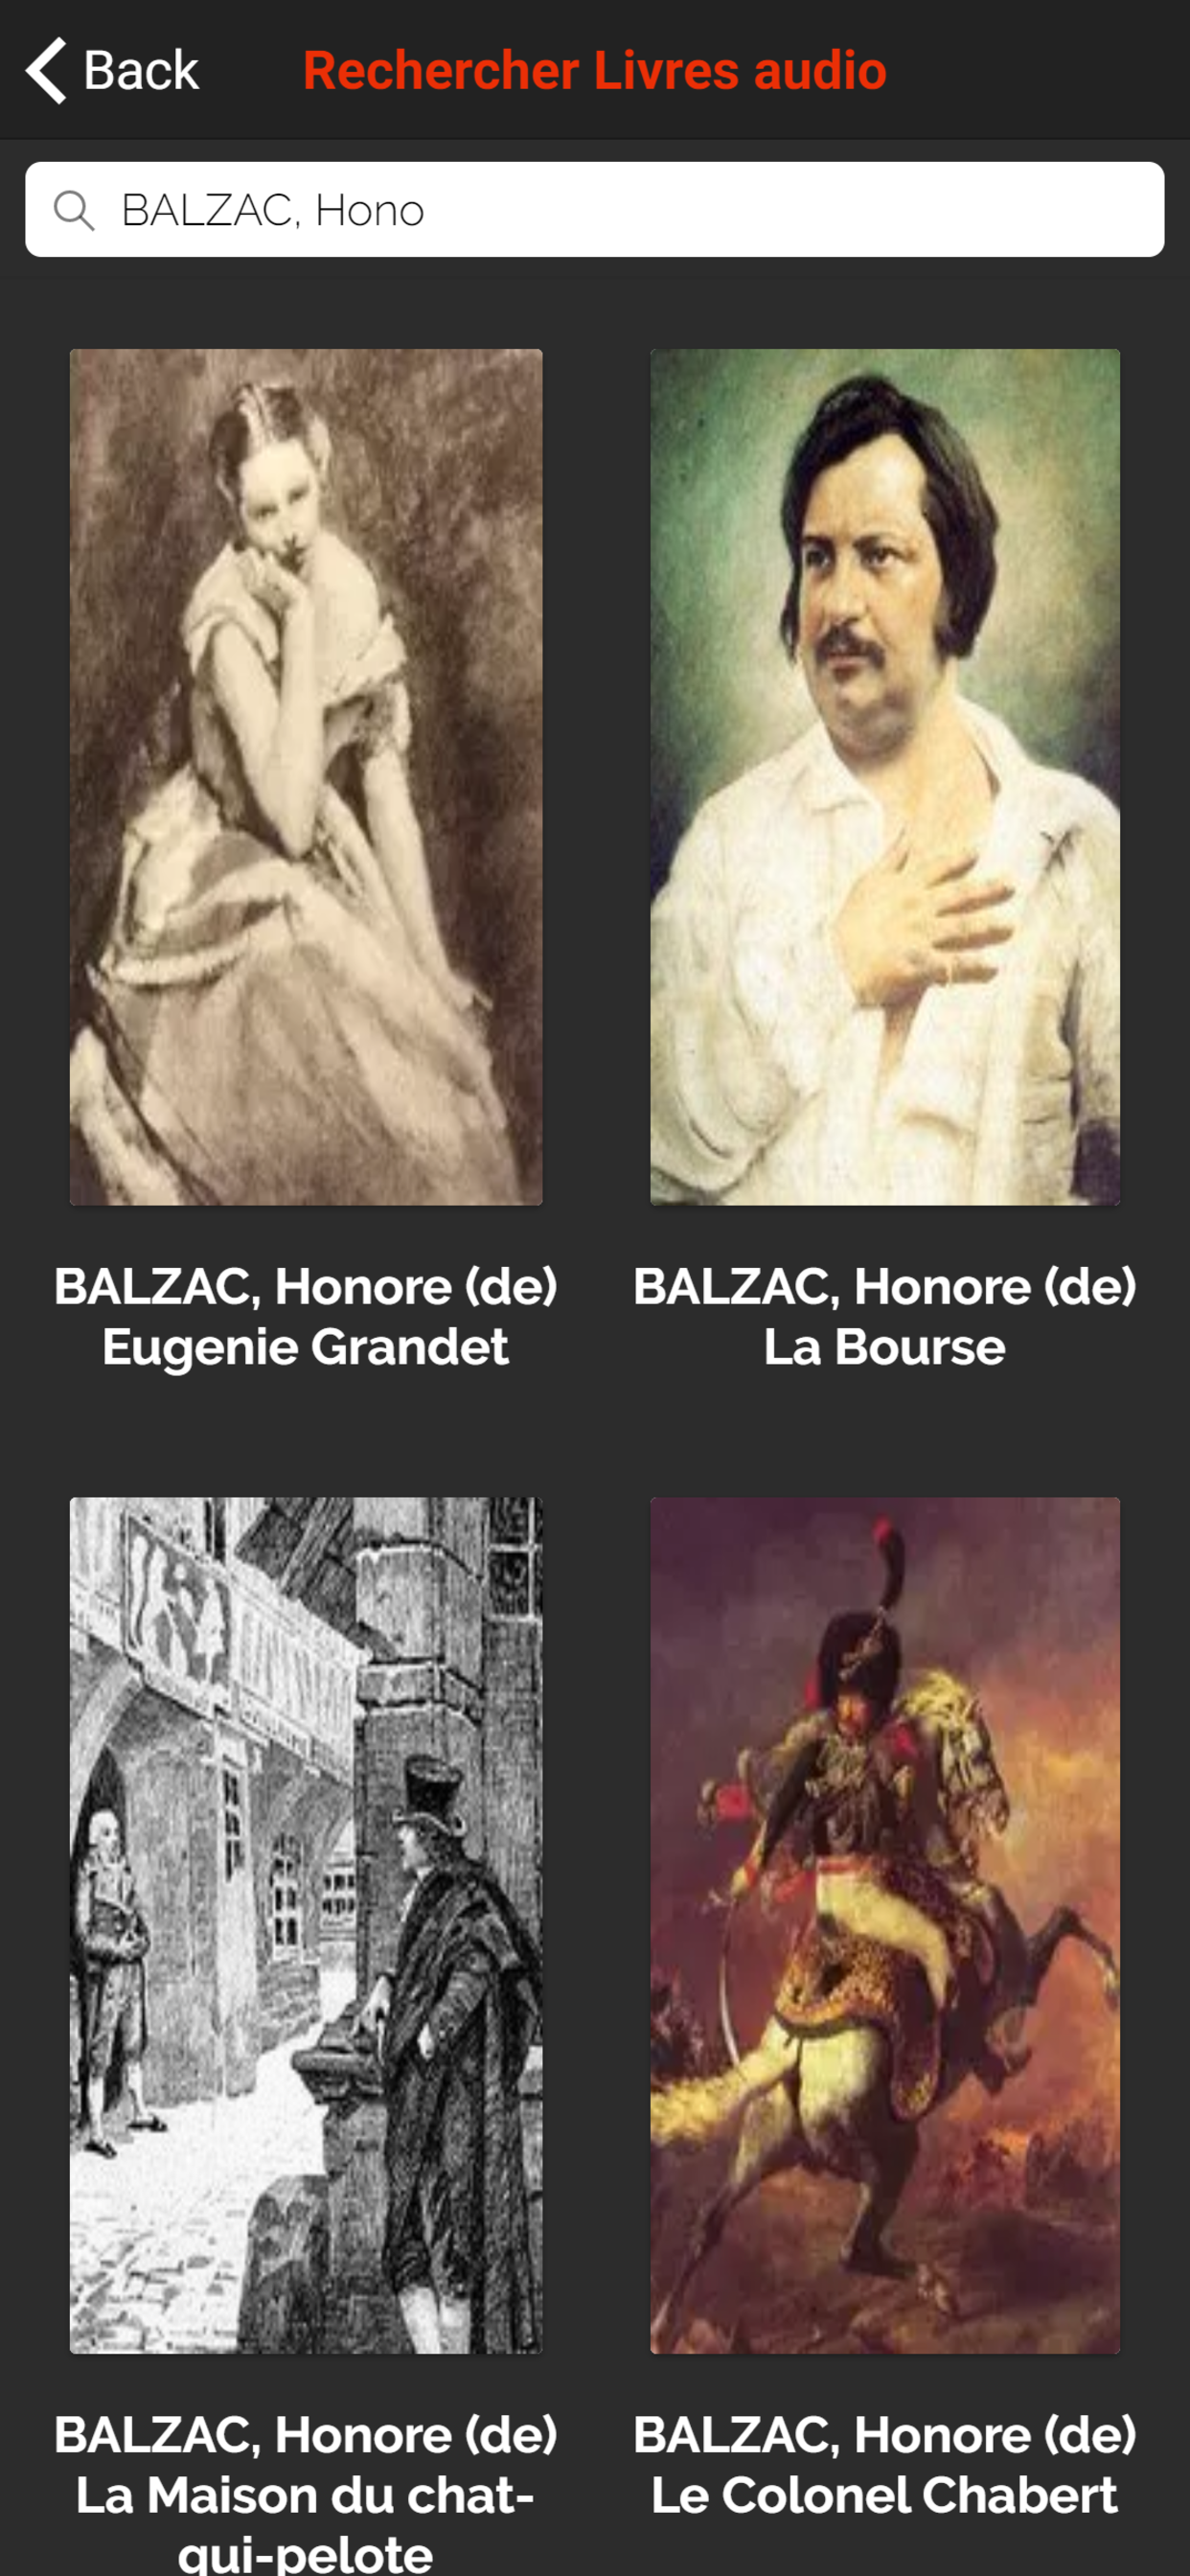 Back
Rechercher Livres audio
BALZAC, Hono
BALZAC, Honore (de)
Eugenie Grandet
BALZAC, Honore (de)
La Bourse
BALZAC, Honore (de)
La Maison du chat-
qui-pelote
BALZAC, Honore (de)
Le Colonel Chabert